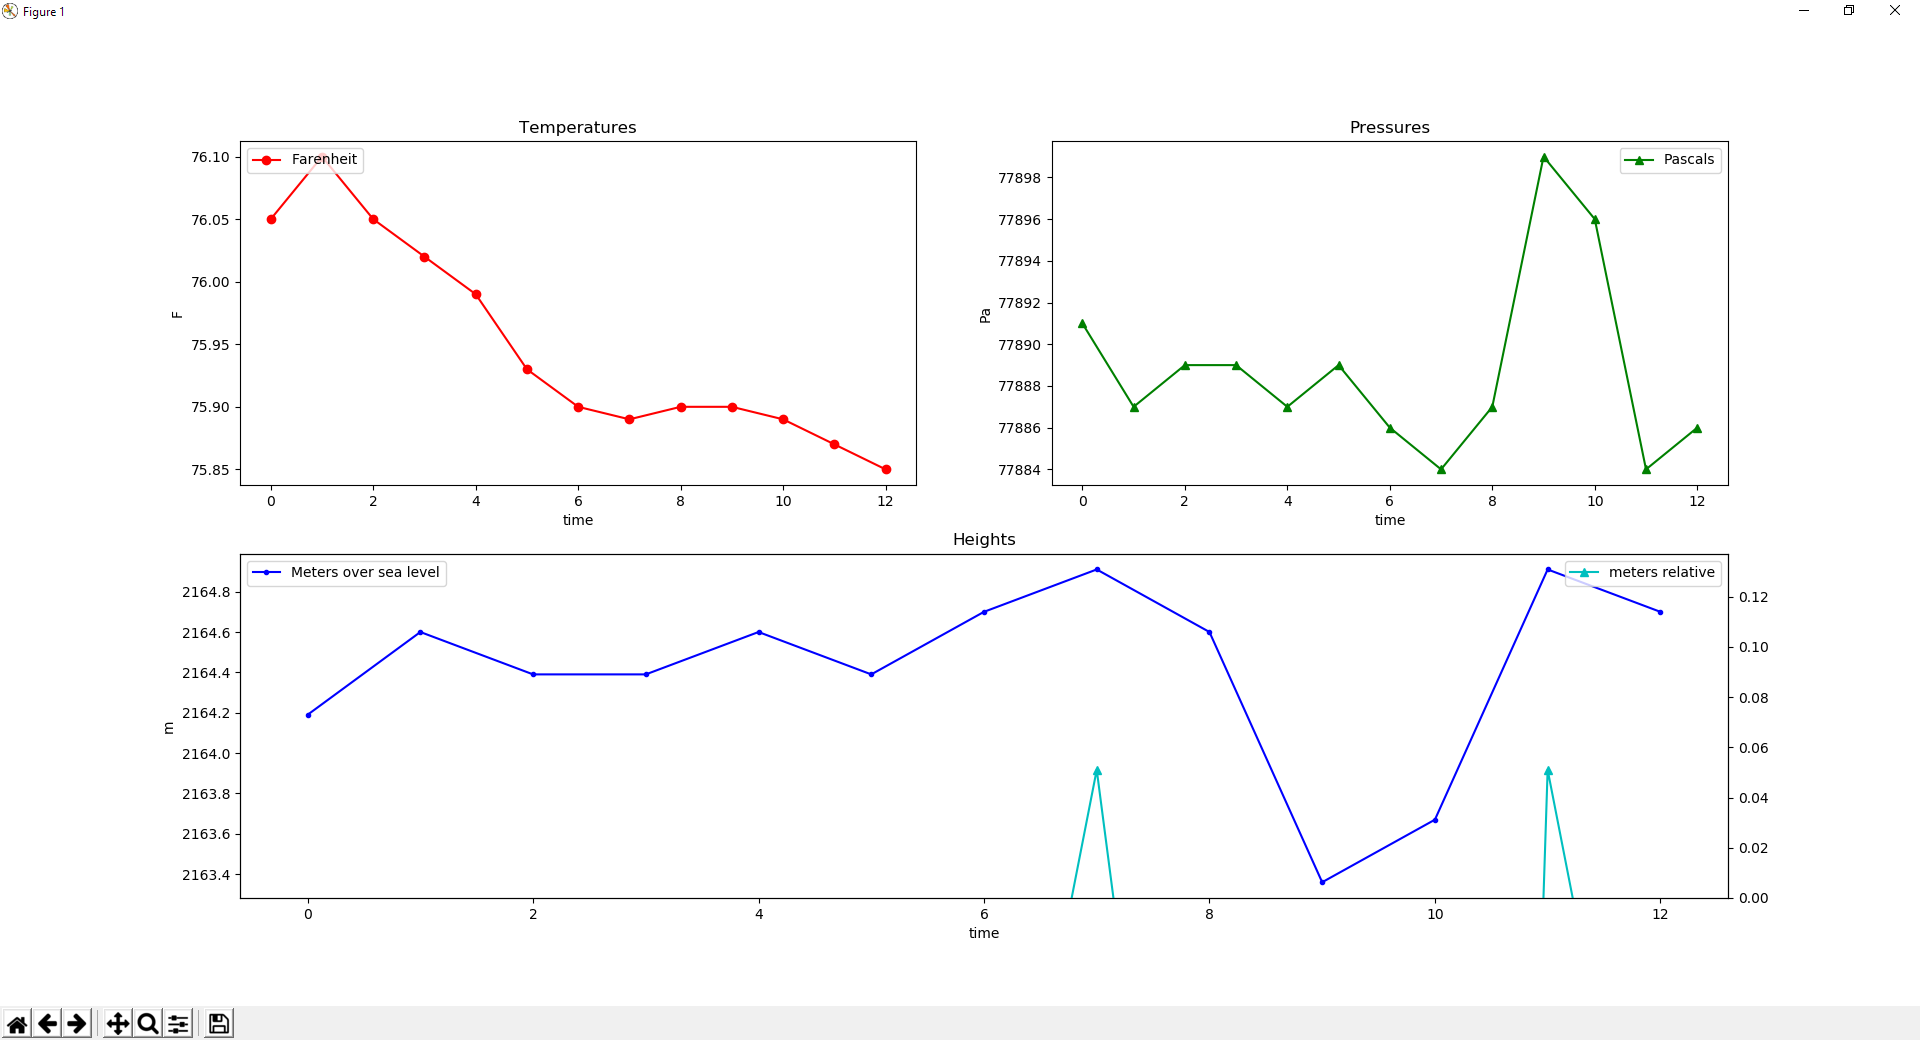 Figure 1
Temperatures
Farenheit
76.10
76.05
76.00
75.95
75.90
75.85
F
0 2 4 6 8 10 12
time
Pressures
Pascals
77898
77896
77894
77892
77890
77888
77886
77884
Pa
0 2 4 6 8 10 12
time
Heights
Meters over sea level
meters relative
2164.8
2164.6
2164.4
2164.2
2164.0
2163.8
2163.6
2163.4
m
0.12
0.10
0.08
0.06
0.04
0.02
0.00
0 2 4 6 8 10 12
time